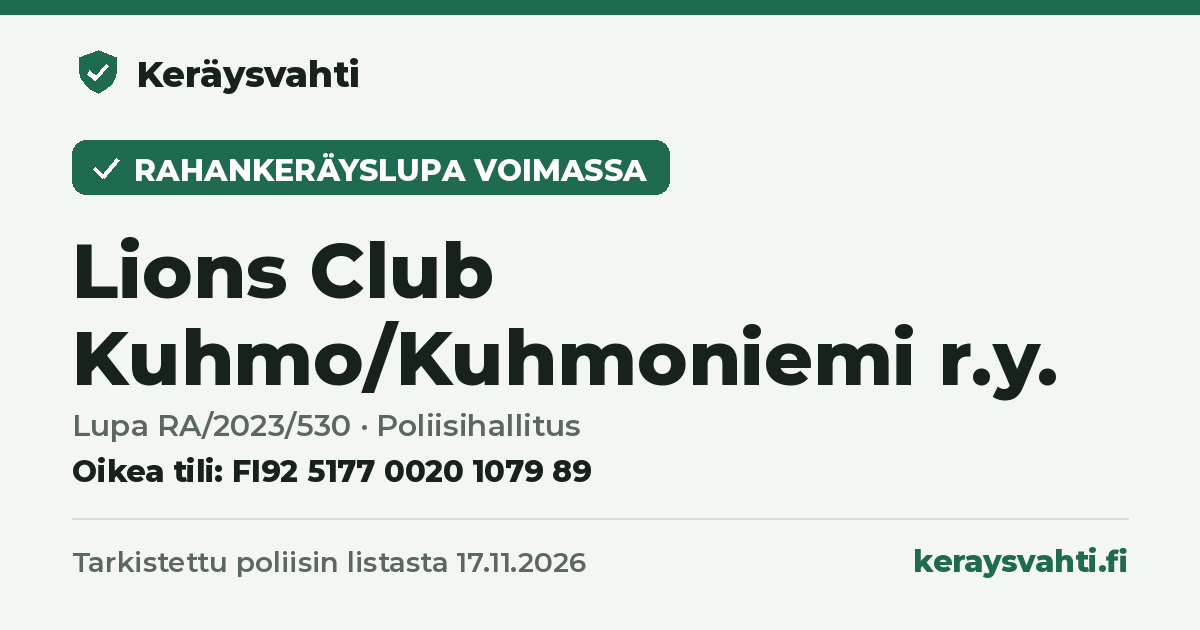 Keräysvahti
RAHANKERÄYSLUPA VOIMASSA
Lions Club
Kuhmo/Kuhmoniemi r.y.
Lupa RA/2023/530 · Poliisihallitus
Oikea tili: FI92 5177 0020 1079 89
Tarkistettu poliisin listasta 17.11.2026
keraysvahti.fi